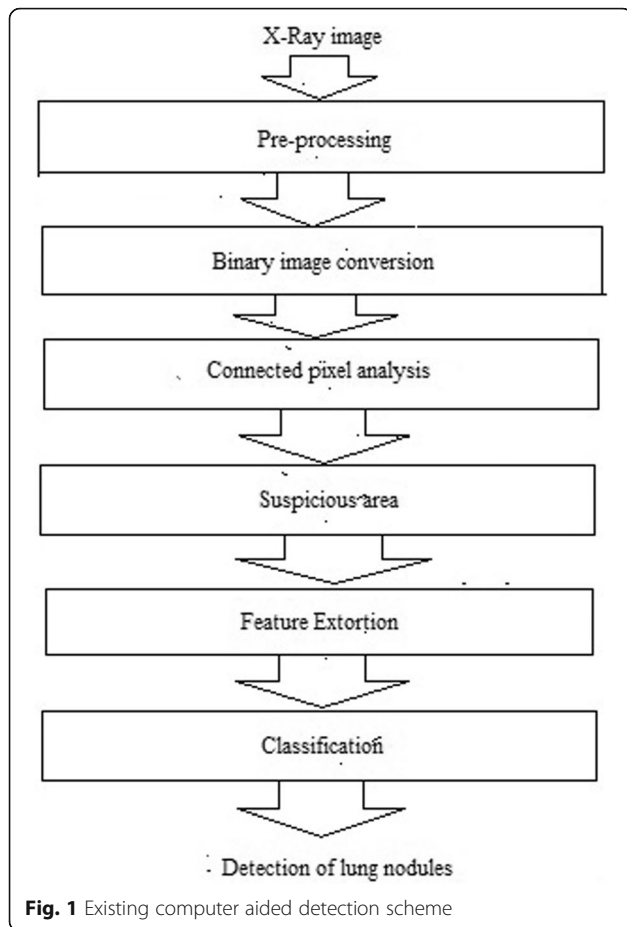 X-Ray image
Pre-processing
Binary image conversion
Connected pixel analysis
Suspicious area
Feature Extortion
Classification
Detection of lung nodules
Fig. 1 Existing computer aided detection scheme